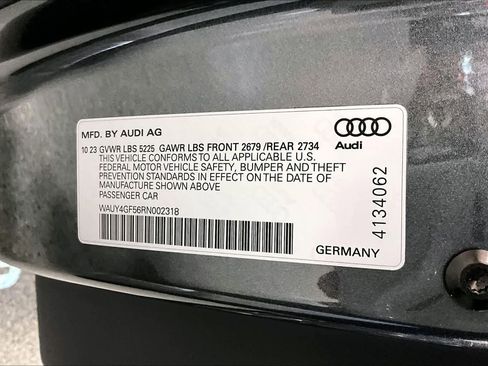 MFD. BY AUDI AG
Audi
10 23 GVWR LBS 5225 GAWR LBS FRONT 2679 /REAR 2734
THIS VEHICLE CONFORMS TO ALL APPLICABLE U.S.
FEDERAL MOTOR VEHICLE SAFETY, BUMPER AND THEFT
PREVENTION STANDARDS IN EFFECT ON THE DATE OF
MANUFACTURE SHOWN ABOVE
PASSENGER CAR
WAUY4GF56RN002318
4134062
GERMANY